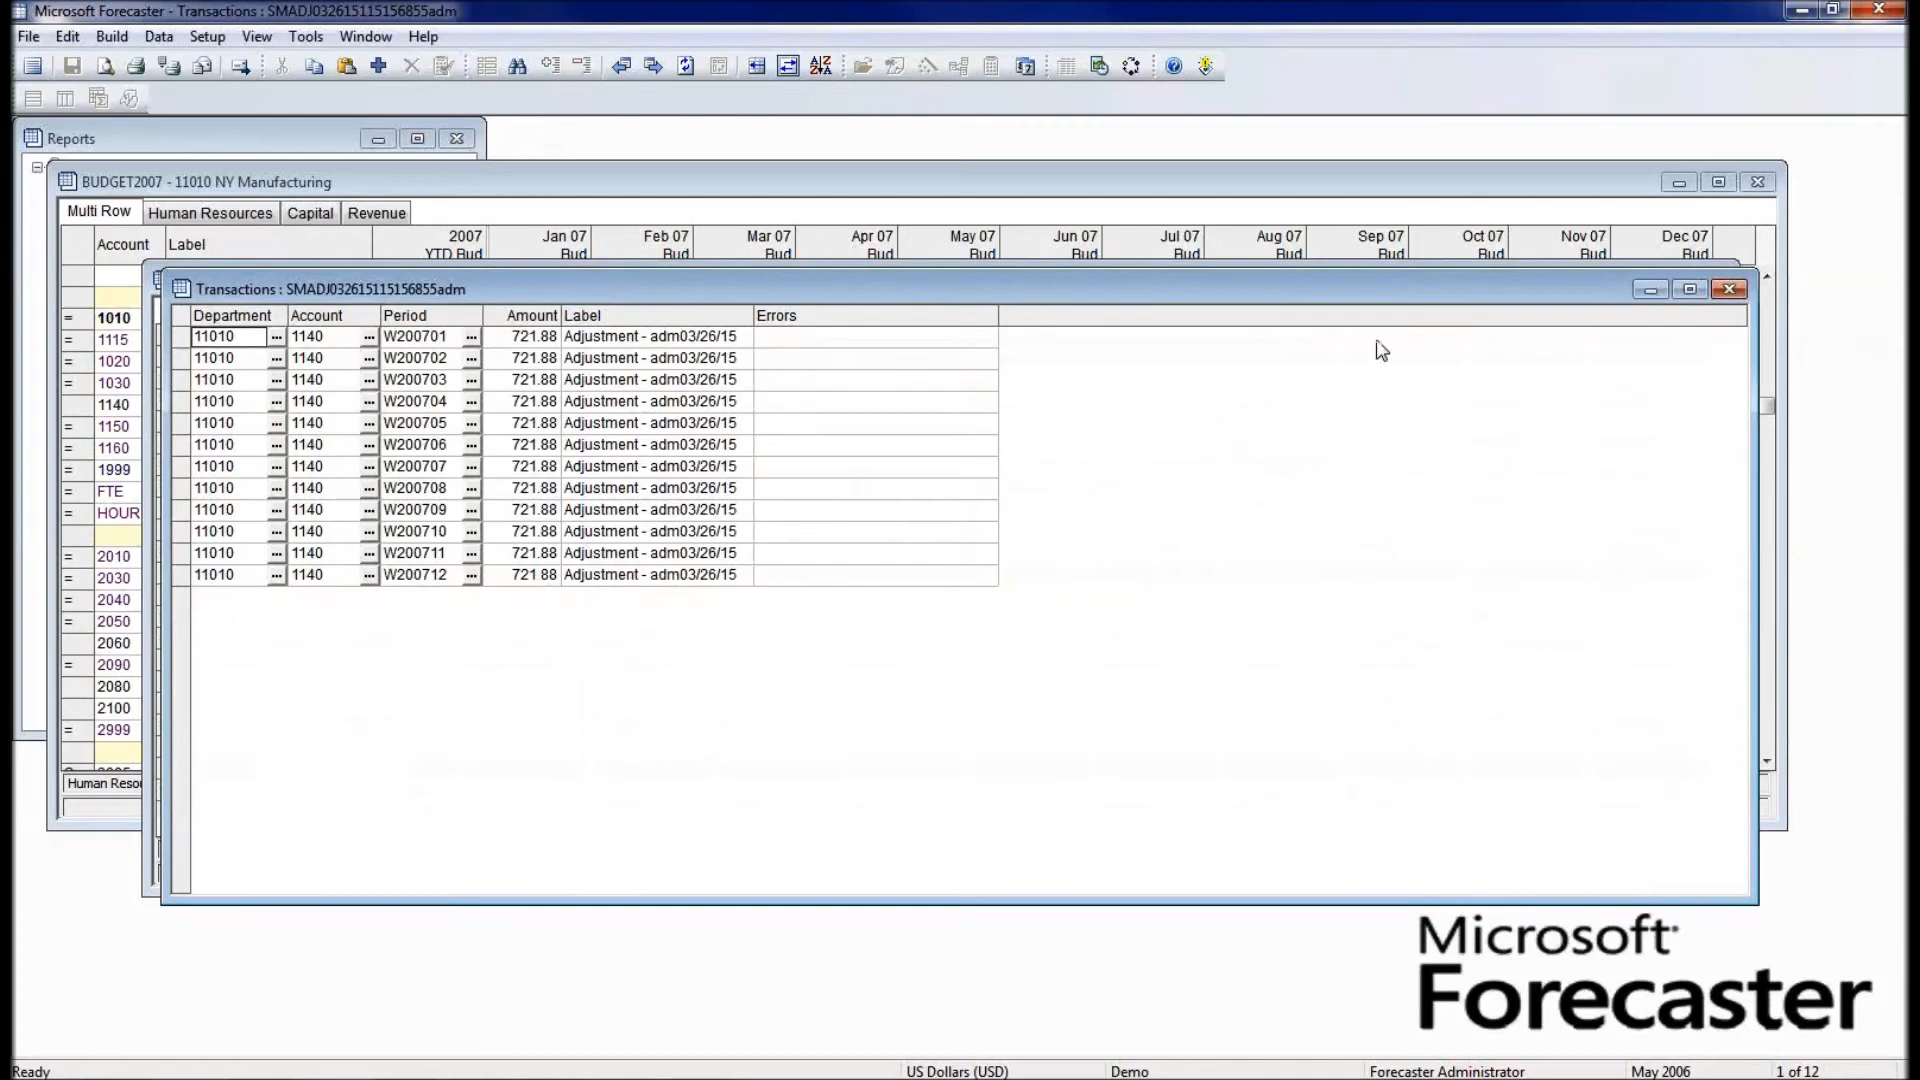 Microsoft Forecaster - Transactions : SMADJ032615115156855adm
File Edit Build Data Setup View Tools Window Help
Reports
BUDGET2007 - 11010 NY Manufacturing
Multi Row Human Resources Capital Revenue
Account Label 2007 YTD Bud Jan 07 Bud Feb 07 Bud Mar 07 Bud Apr 07 Bud May 07 Bud Jun 07 Bud Jul 07 Bud Aug 07 Bud Sep 07 Bud Oct 07 Bud Nov 07 Bud Dec 07 Bud
= 1010
= 1115
= 1020
= 1030
1140
= 1150
= 1160
= 1999
= FTE
= HOUR
= 2010
= 2030
= 2040
= 2050
2060
= 2090
2080
2100
= 2999
Human Reso
Transactions : SMADJ032615115156855adm
Department Account Period Amount Label Errors
11010 ... 1140 ... W200701 ... 721.88 Adjustment - adm03/26/15
11010 ... 1140 ... W200702 ... 721.88 Adjustment - adm03/26/15
11010 ... 1140 ... W200703 ... 721.88 Adjustment - adm03/26/15
11010 ... 1140 ... W200704 ... 721.88 Adjustment - adm03/26/15
11010 ... 1140 ... W200705 ... 721.88 Adjustment - adm03/26/15
11010 ... 1140 ... W200706 ... 721.88 Adjustment - adm03/26/15
11010 ... 1140 ... W200707 ... 721.88 Adjustment - adm03/26/15
11010 ... 1140 ... W200708 ... 721.88 Adjustment - adm03/26/15
11010 ... 1140 ... W200709 ... 721.88 Adjustment - adm03/26/15
11010 ... 1140 ... W200710 ... 721.88 Adjustment - adm03/26/15
11010 ... 1140 ... W200711 ... 721.88 Adjustment - adm03/26/15
11010 ... 1140 ... W200712 ... 721 88 Adjustment - adm03/26/15
Microsoft
Forecaster
Ready US Dollars (USD) Demo Forecaster Administrator May 2006 1 of 12